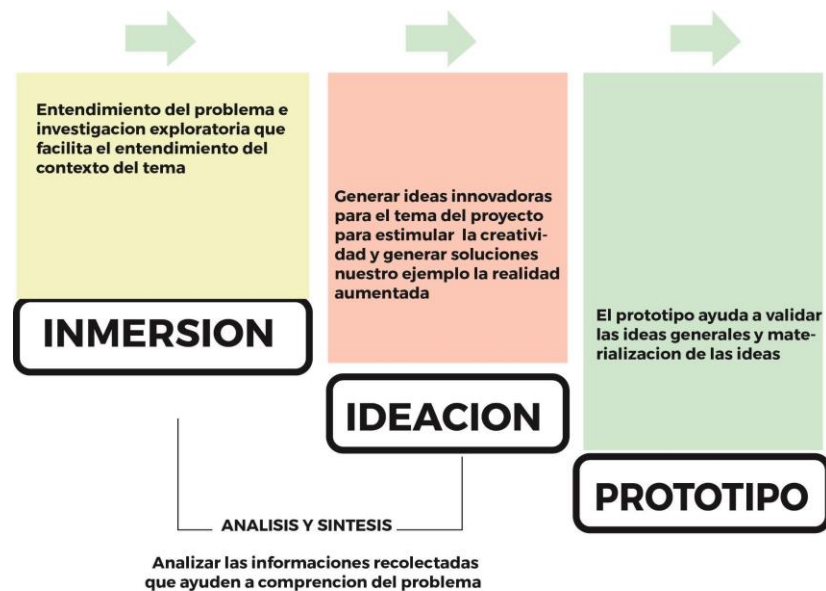 Entendimiento del problema e
investigacion exploratoria que
facilita el entendimiento del
contexto del tema
INMERSION
Generar ideas innovadoras
para el tema del proyecto
para estimular la creativi-
dad y generar soluciones
nuestro ejemplo la realidad
aumentada
IDEACION
El prototipo ayuda a validar
las ideas generales y mate-
rializacion de las ideas
PROTOTIPO
ANALISIS Y SINTESIS
Analizar las informaciones recolectadas
que ayuden a comprencion del problema